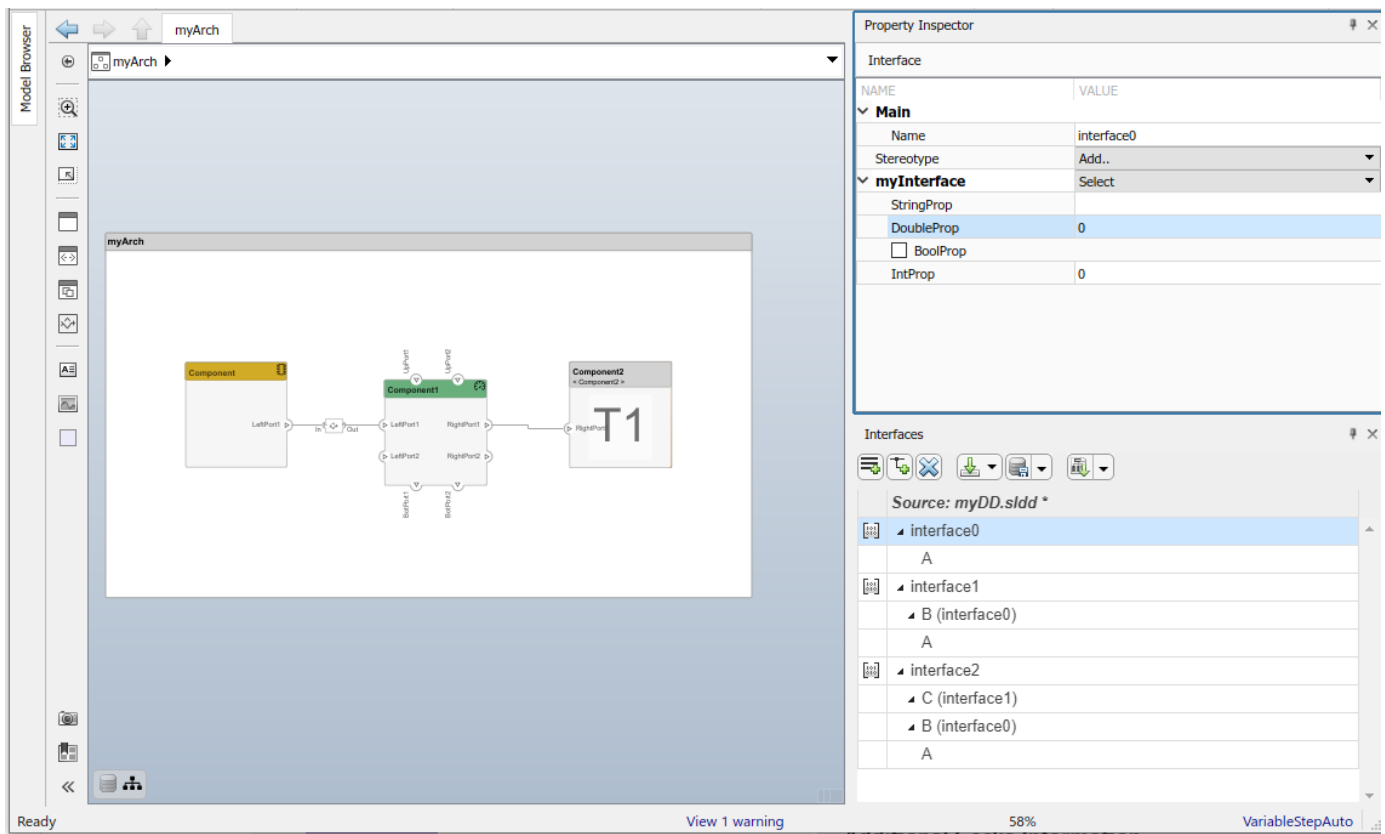 Model Browser
myArch
myArch
myArch
Component
LeftPort1
In
Out
UpPort1
UpPort2
Component1
LeftPort1
RightPort1
LeftPort2
RightPort2
BotPort1
BotPort2
Component2
< Component2 >
RightPort
T1
Property Inspector
Interface
NAME VALUE
Main
Name interface0
Stereotype Add..
myInterface Select
StringProp
DoubleProp 0
BoolProp
IntProp 0
Interfaces
Source: myDD.sldd *
interface0
A
interface1
B (interface0)
A
interface2
C (interface1)
B (interface0)
A
Ready
View 1 warning
58%
VariableStepAuto